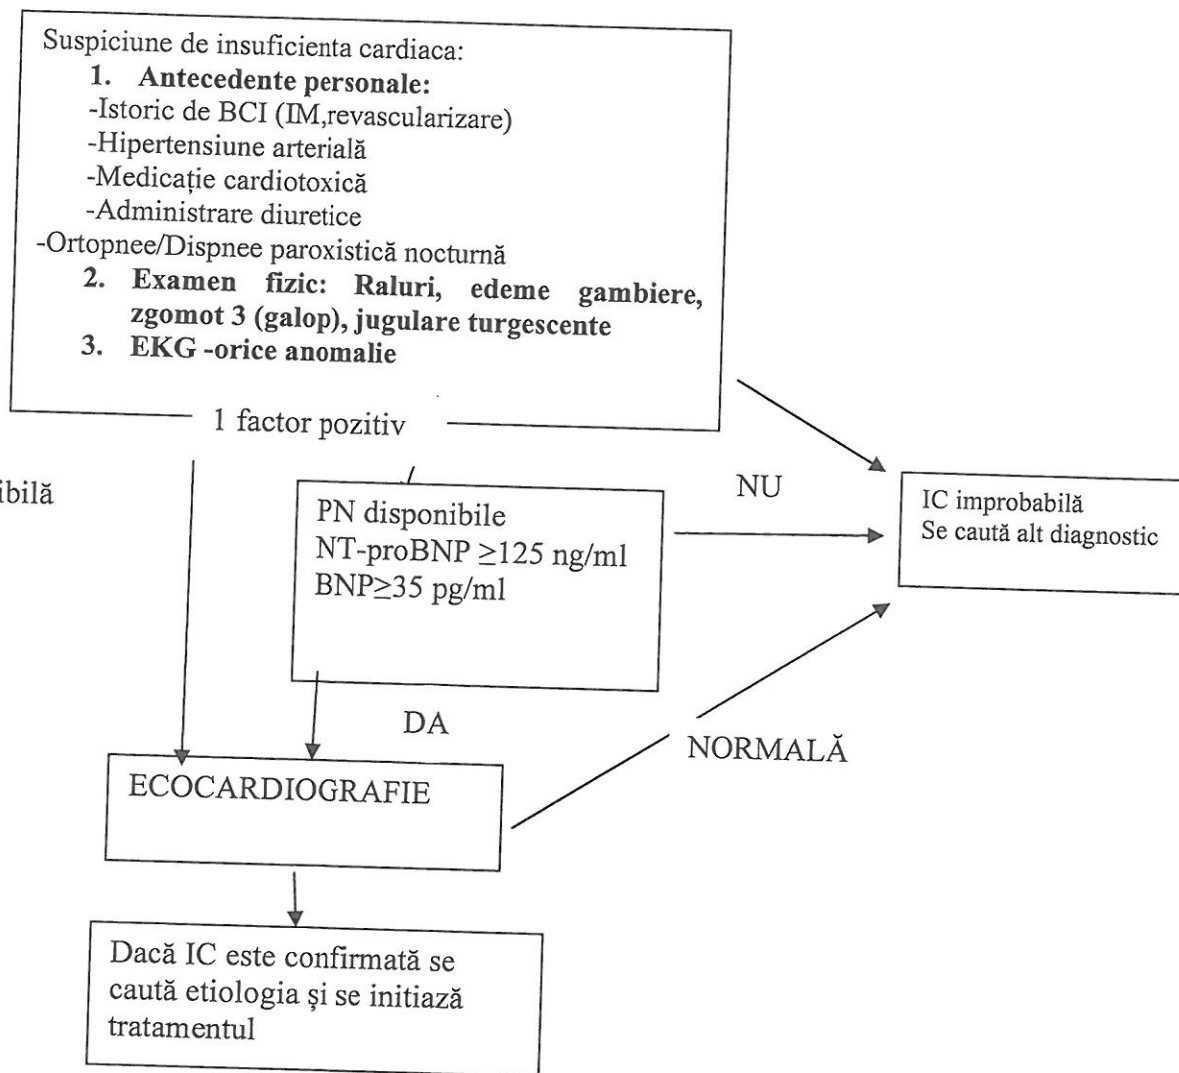 Suspiciune de insuficienta cardiaca:
1. Antecedente personale:
-Istoric de BCI (IM,revascularizare)
-Hipertensiune arterială
-Medicație cardiotoxică
-Administrare diuretice
-Ortopnee/Dispnee paroxistică nocturnă
2. Examen fizic: Raluri, edeme gambiere,
zgomot 3 (galop), jugulare turgescente
3. EKG -orice anomalie
1 factor pozitiv
ibilă
PN disponibile
NT-proBNP ≥125 ng/ml
BNP≥35 pg/ml
NU
IC improbabilă
Se caută alt diagnostic
DA
NORMALĂ
ECOCARDIOGRAFIE
Dacă IC este confirmată se
caută etiologia și se initiază
tratamentul